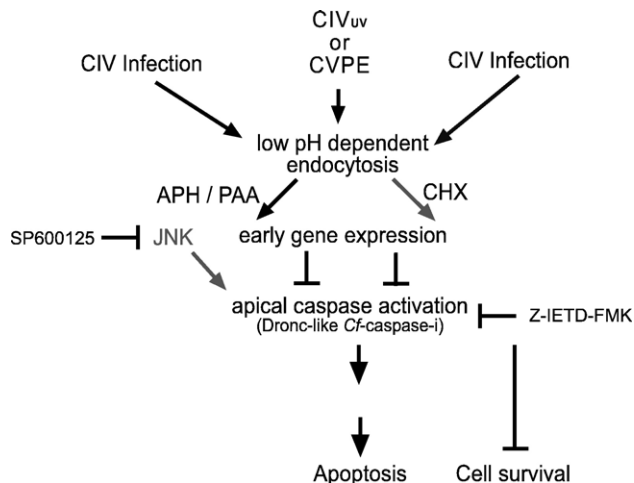 CIVUV
or
CVPE
CIV Infection
CIV Infection
low pH dependent
endocytosis
APH / PAA
CHX
SP600125
JNK
early gene expression
apical caspase activation
(Dronc-like Cf-caspase-i)
Z-IETD-FMK
Apoptosis
Cell survival